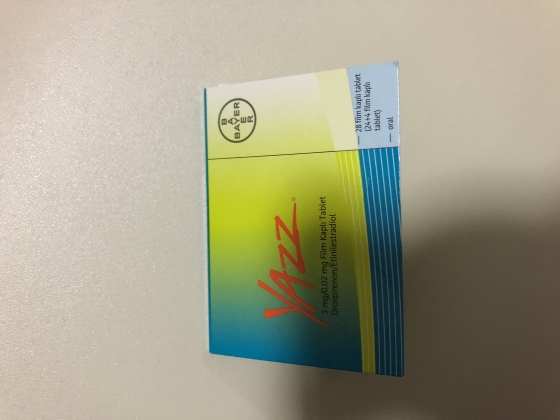 YAZZ®
3 mg/0.02 mg Film Kaplı Tablet
Drospirenon/Etinilestradiol
BAYER
BAYER
28 film kaplı tablet
(24+4 film kaplı
tablet)
oral